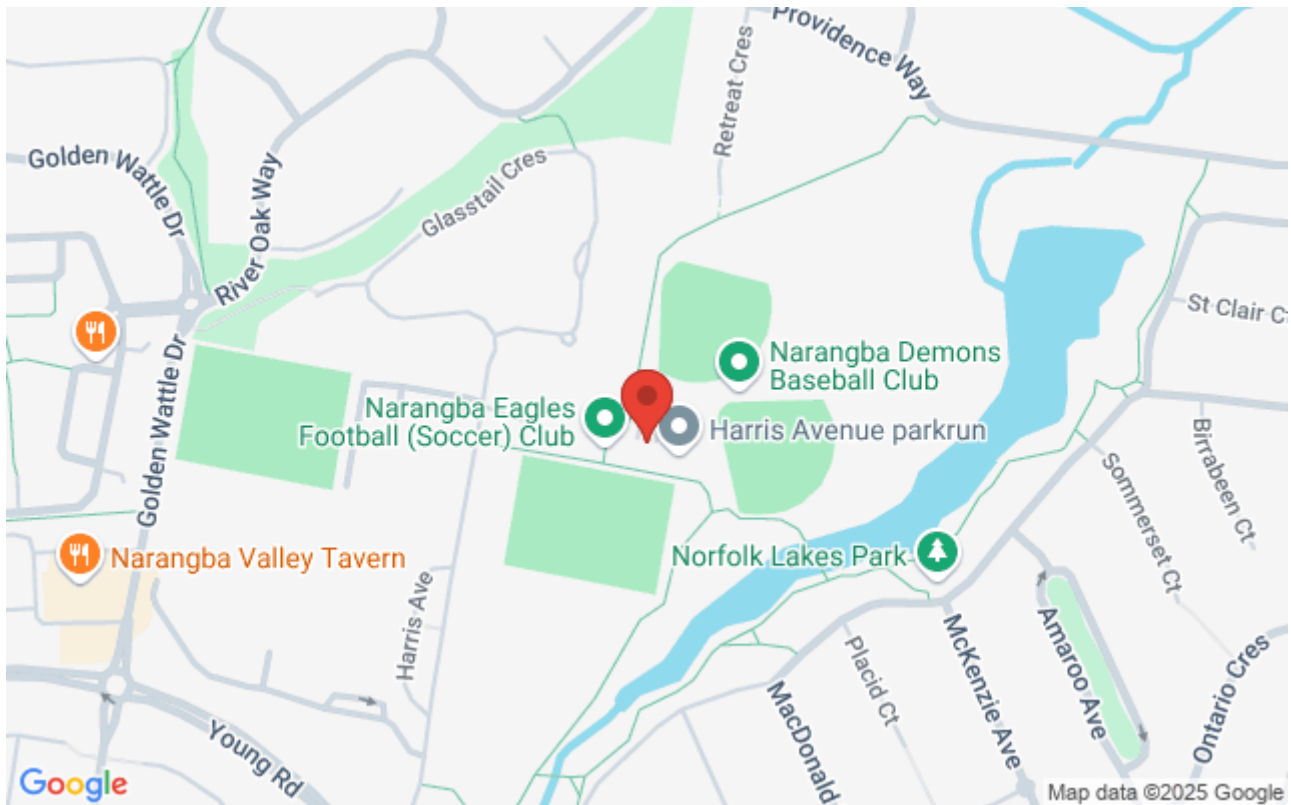 Providence Way
Retreat Cres
Golden Wattle Dr
River Oak Way
Glasstail Cres
St Clair C
Narangba Demons
Baseball Club
Golden Wattle Dr
Narangba Eagles
Football (Soccer) Club
Harris Avenue parkrun
Birrabeen Ct
Sommerset Ct
Narangba Valley Tavern
Norfolk Lakes Park
Harris Ave
Amaroo Ave
McKenzie Ave
Placid Ct
Ontario Cres
MacDonald
Young Rd
Google
Map data ©2025 Google